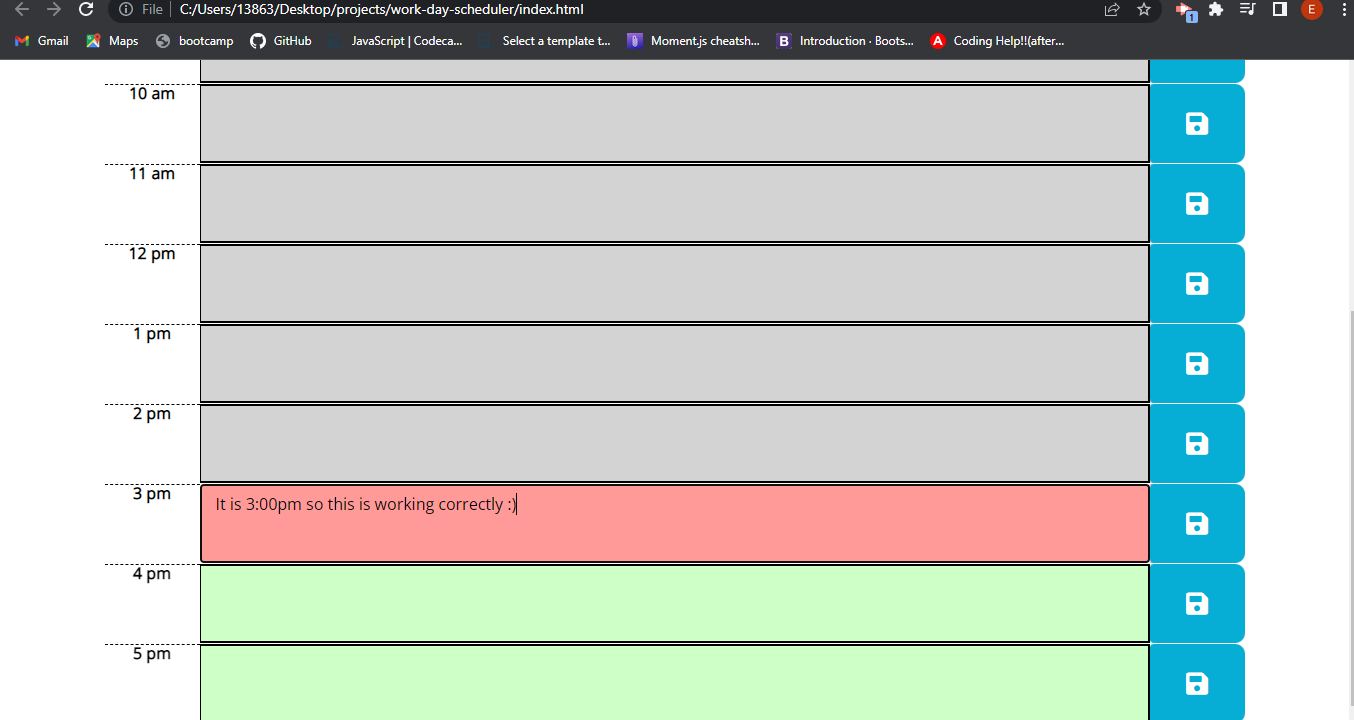 File C:/Users/13863/Desktop/projects/work-day-scheduler/index.html
1
E
Gmail Maps bootcamp GitHub JavaScript | Codeca... Select a template t... Moment.js cheatsh... B Introduction · Boots... A Coding Help!!(after...
10 am
11 am
12 pm
1 pm
2 pm
3 pm It is 3:00pm so this is working correctly :)
4 pm
5 pm